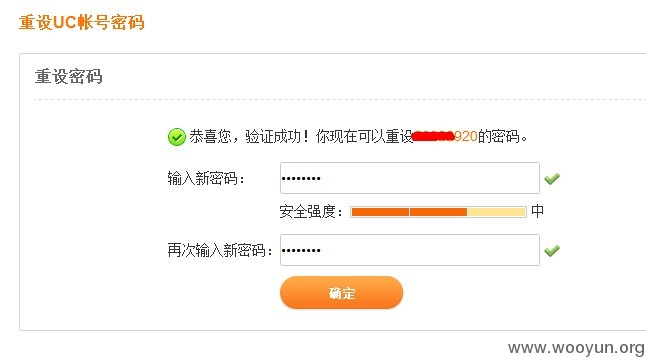 重设UC帐号密码
重设密码
恭喜您，验证成功！你现在可以重设920的密码。
输入新密码：
安全强度： 中
再次输入新密码：
确定
www.wooyun.org